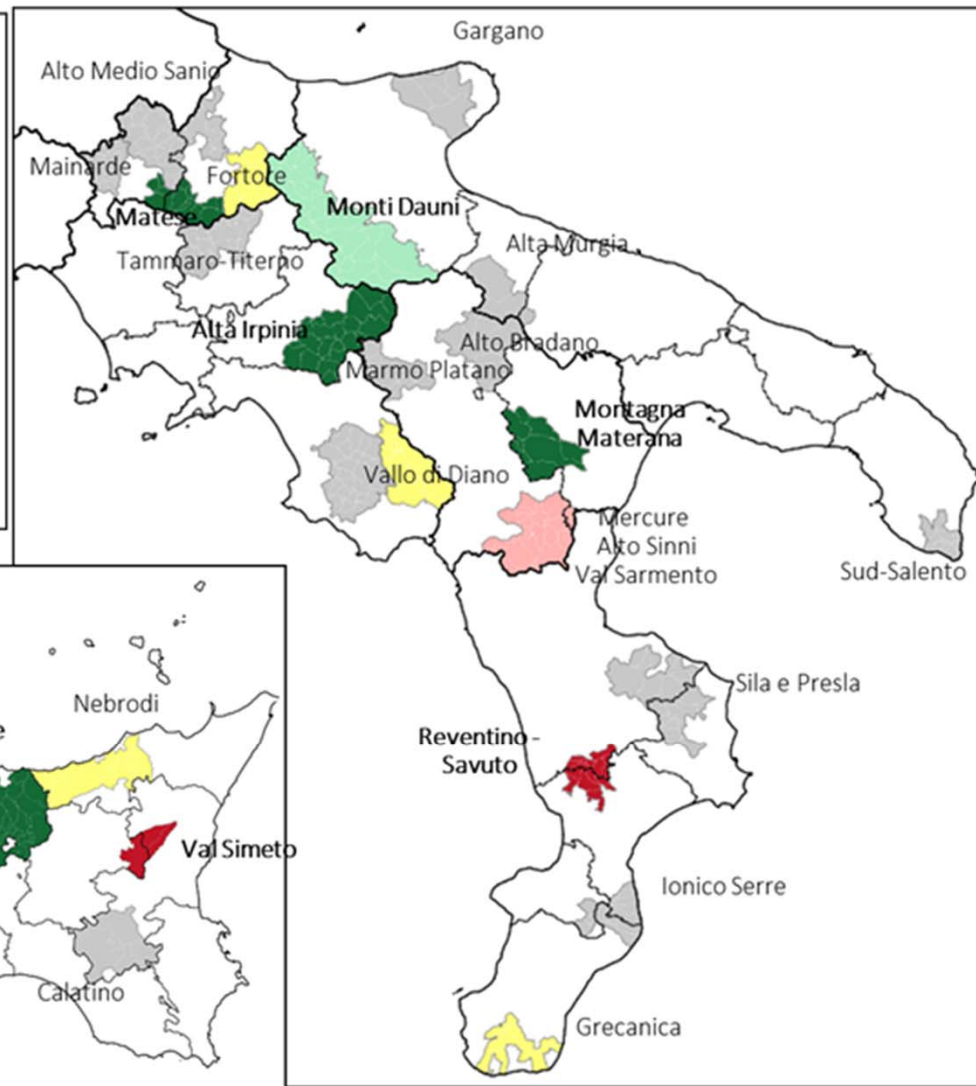 Gargano
Alto Medio Sanio
Mainarde
Fortore
Matese
Monti Dauni
Tammaro-Titerno
Alta Murgia
Alta Irpinia
Alto Bradano
Marmo Platano
Montagna
Materana
Vallo di Diano
Mercure
Alto Sinni
Val Sarmento
Sud-Salento
Sila e Presla
Nebrodi
e
Reventino -
Savuto
Val Simeto
Ionico Serre
Calatino
Grecanica